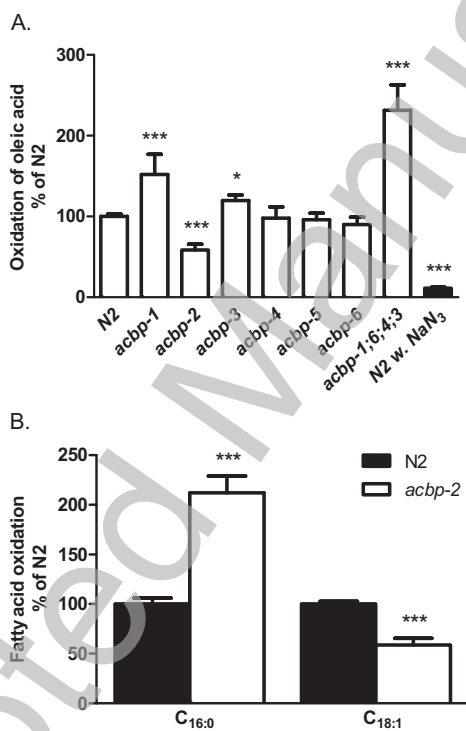 A.
Oxidation of oleic acid
% of N2
300
200
100
0
***
***
*
***
***
N2
acbp-1
acbp-2
acbp-3
acbp-4
acbp-5
acbp-6
acbp-1;6;4;3
N2 w. NaN₃
B.
Fatty acid oxidation
% of N2
250
200
150
100
50
0
***
***
N2
acbp-2
C₁₆:₀
C₁₈:₁